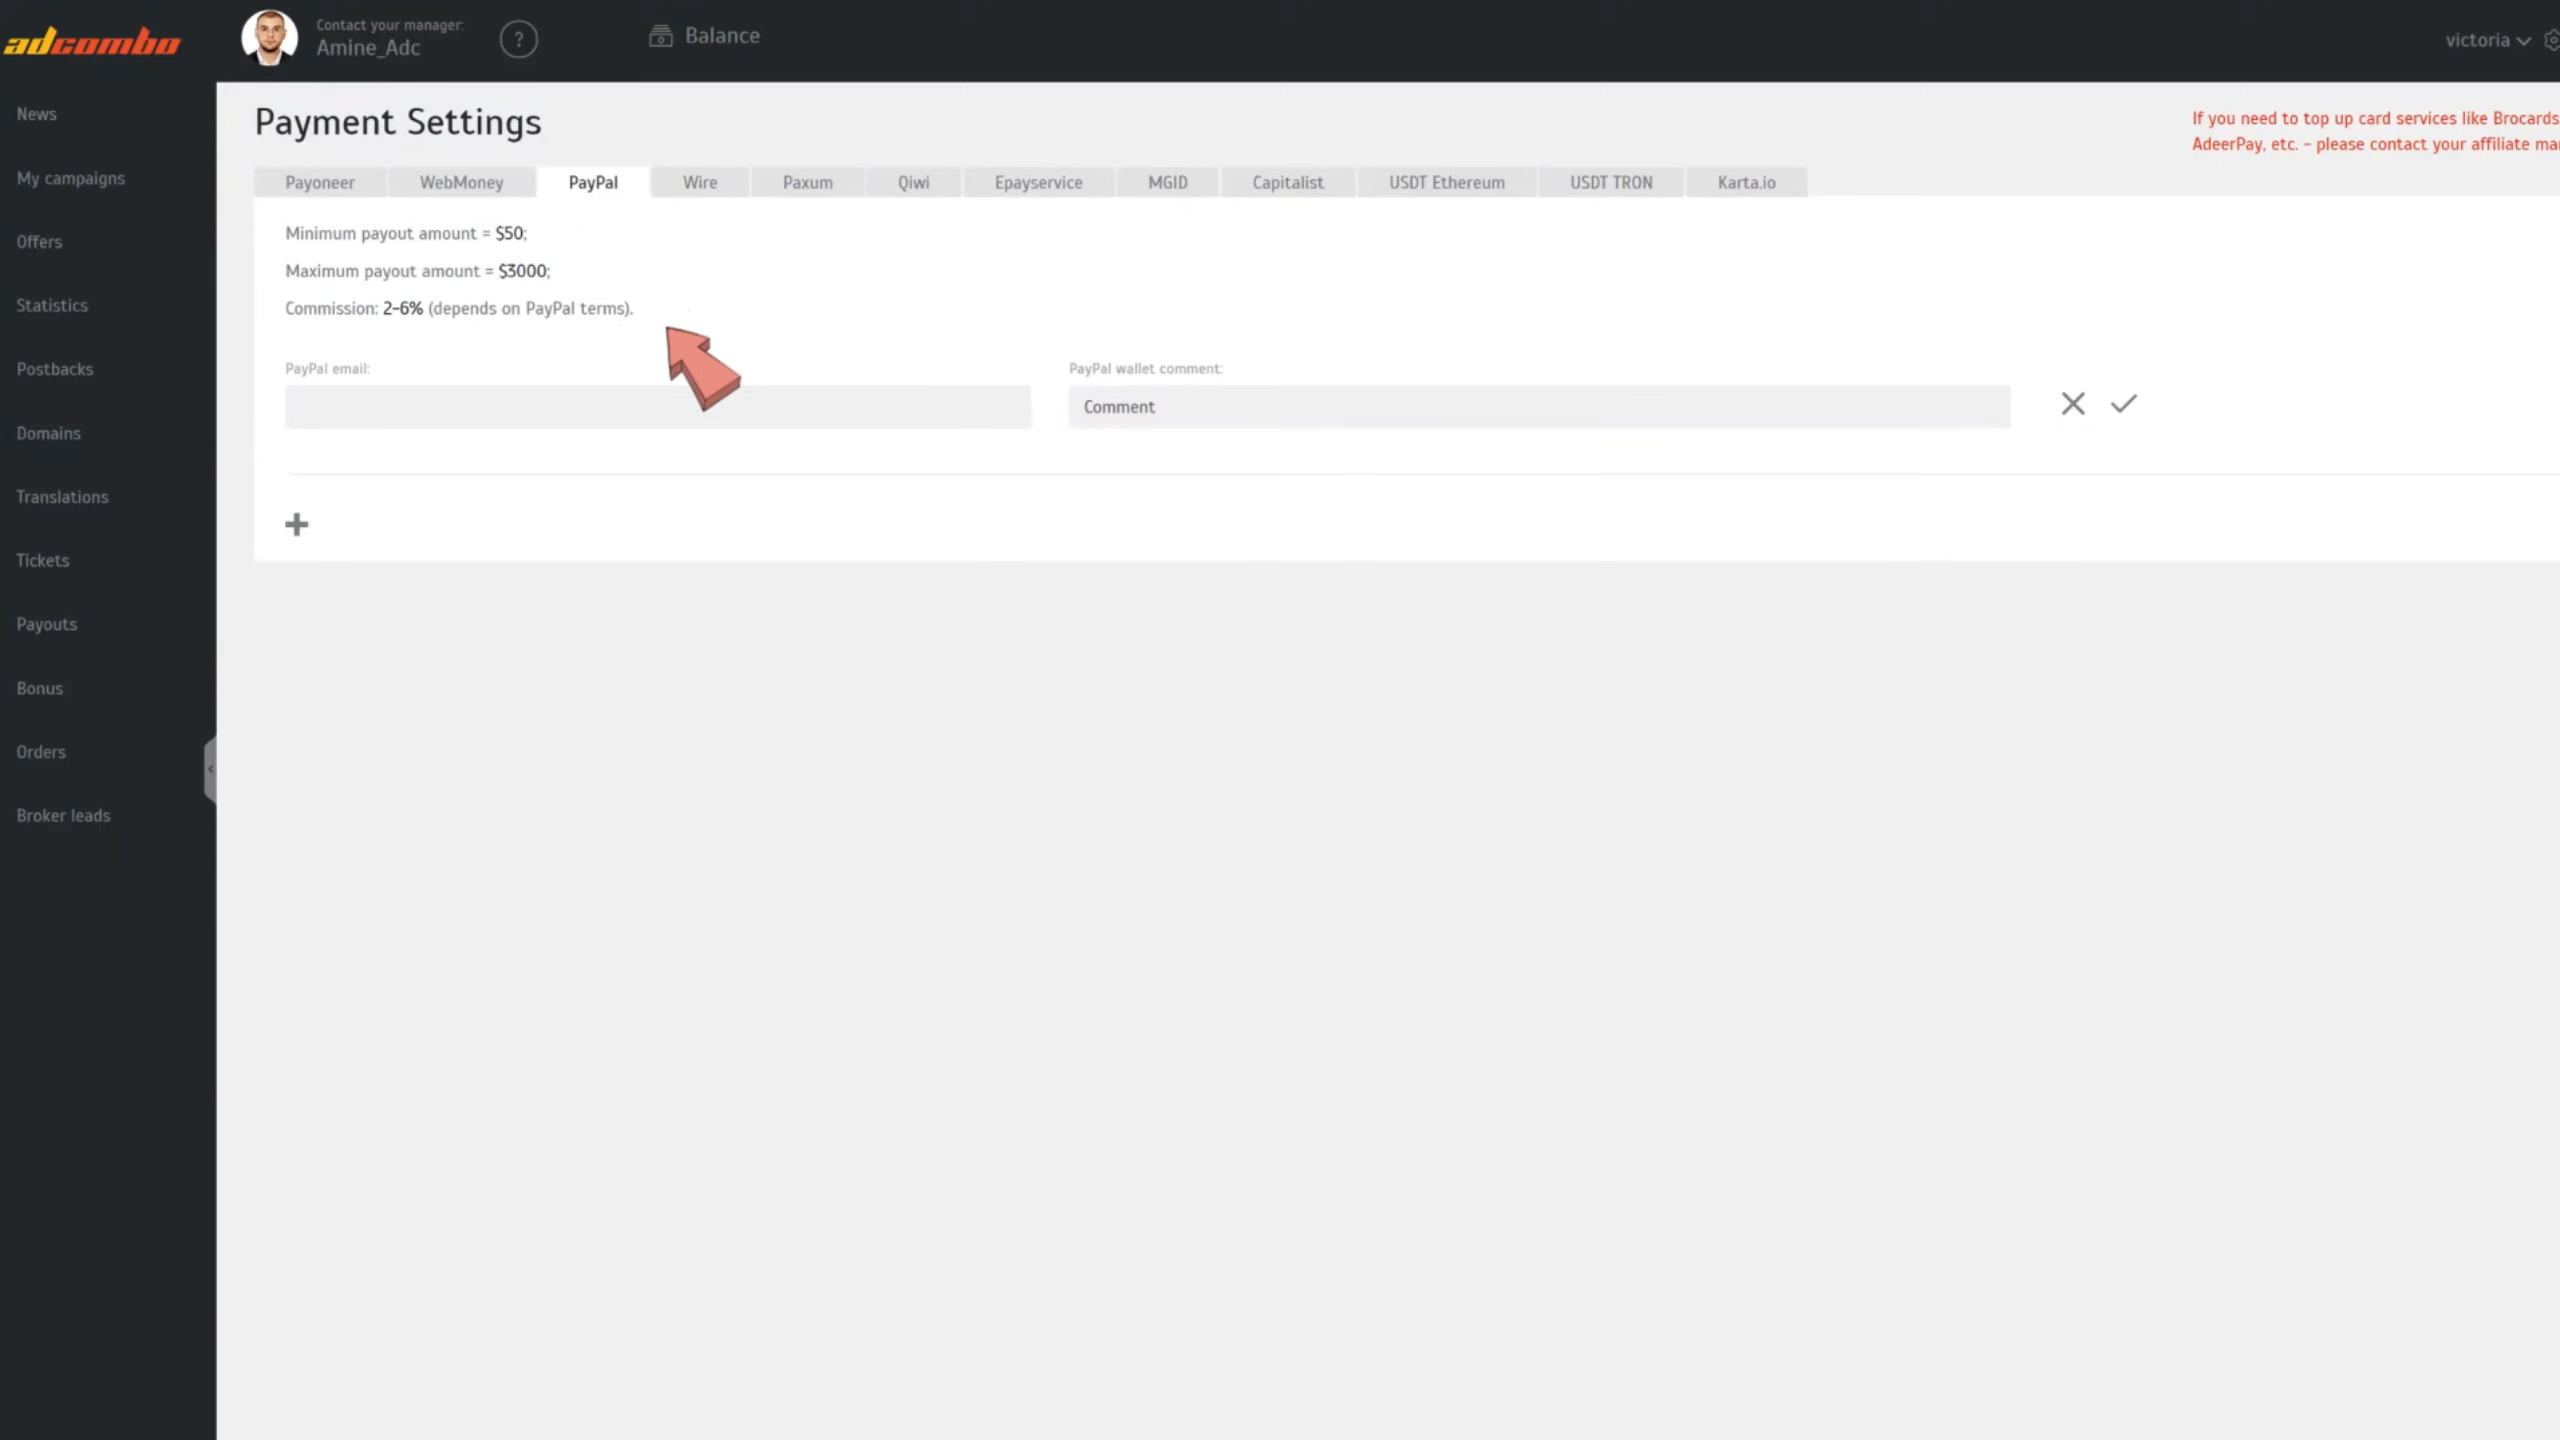 adcombo
Contact your manager:
Amine_Adc
?
Balance
victoria
News
My campaigns
Offers
Statistics
Postbacks
Domains
Translations
Tickets
Payouts
Bonus
Orders
Broker leads
Payment Settings
If you need to top up card services like Brocards
AdeerPay, etc. - please contact your affiliate
Payoneer
WebMoney
PayPal
Wire
Paxum
Qiwi
Epayservice
MGID
Capitalist
USDT Ethereum
USDT TRON
Karta.io
Minimum payout amount = $50;
Maximum payout amount = $3000;
Commission: 2-6% (depends on PayPal terms).
PayPal email:
PayPal wallet comment:
Comment